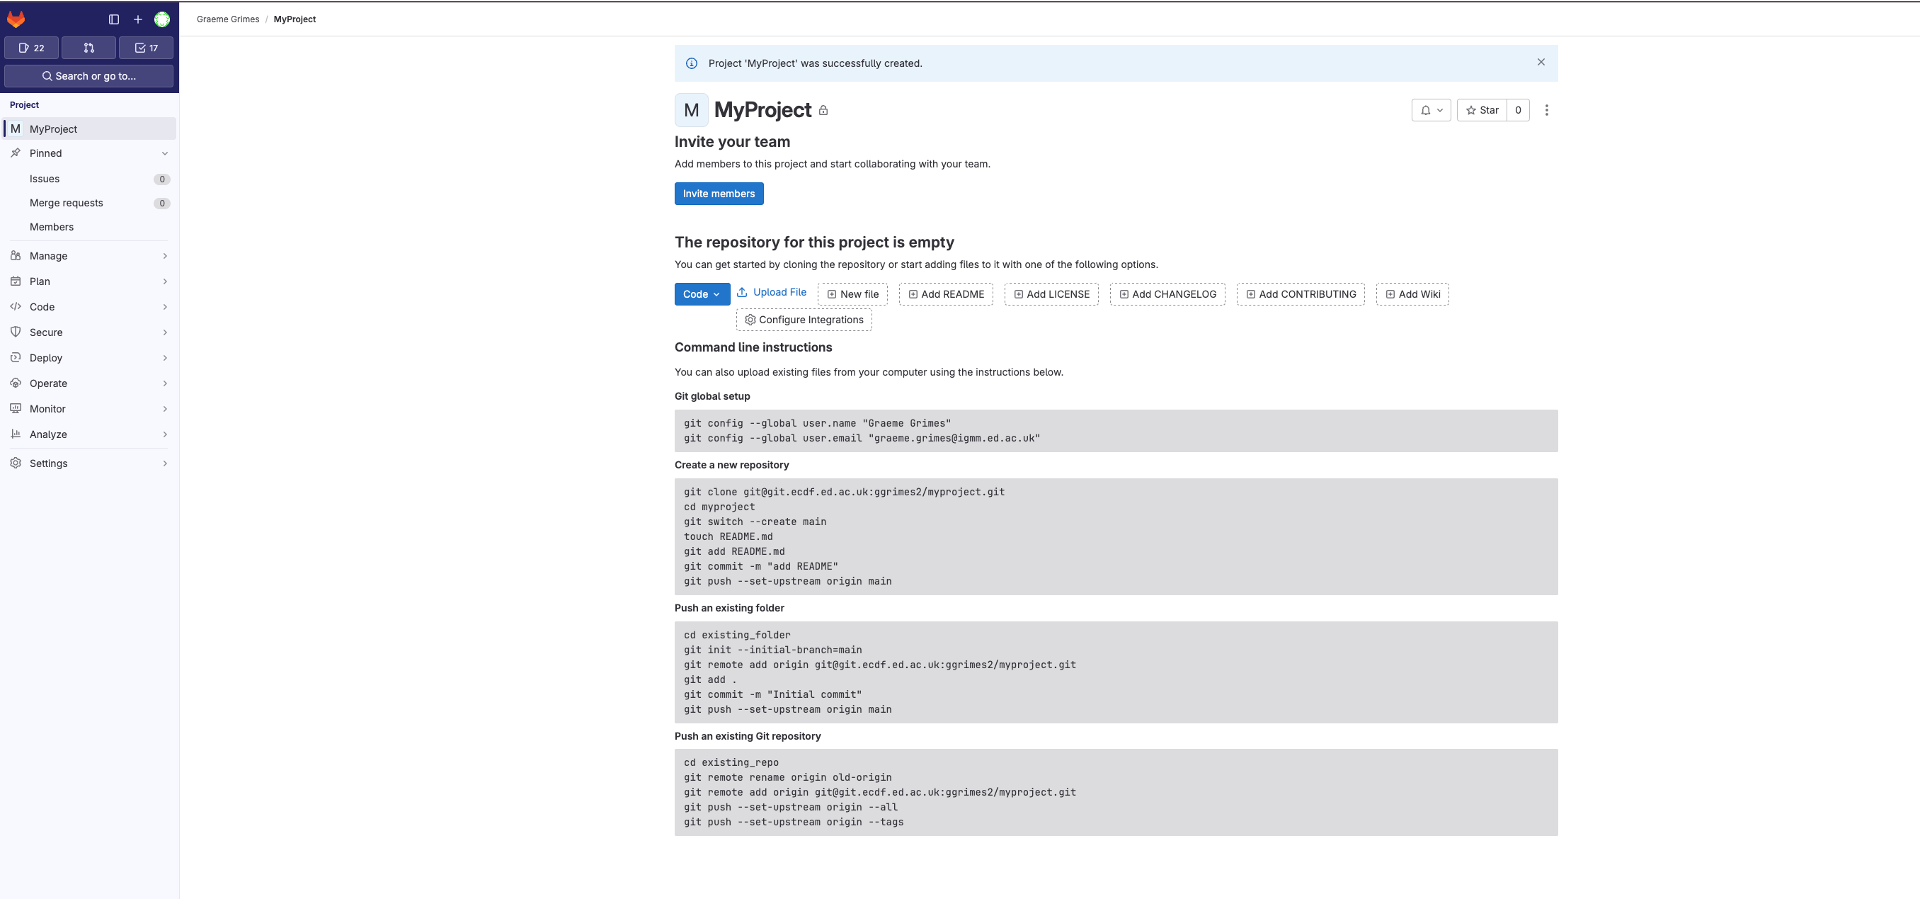 Graeme Grimes / MyProject
22
17
Search or go to...
Project
M MyProject
Pinned
Issues 0
Merge requests 0
Members
Manage
Plan
Code
Secure
Deploy
Operate
Monitor
Analyze
Settings
Project 'MyProject' was successfully created.
M MyProject
Star 0
Invite your team
Add members to this project and start collaborating with your team.
Invite members
The repository for this project is empty
You can get started by cloning the repository or start adding files to it with one of the following options.
Code Upload File New file Add README Add LICENSE Add CHANGELOG Add CONTRIBUTING Add Wiki
Configure Integrations
Command line instructions
You can also upload existing files from your computer using the instructions below.
Git global setup
git config --global user.name "Graeme Grimes"
git config --global user.email "graeme.grimes@igmm.ed.ac.uk"
Create a new repository
git clone git@git.ecdf.ed.ac.uk:ggrimes2/myproject.git
cd myproject
git switch --create main
touch README.md
git add README.md
git commit -m "add README"
git push --set-upstream origin main
Push an existing folder
cd existing_folder
git init --initial-branch=main
git remote add origin git@git.ecdf.ed.ac.uk:ggrimes2/myproject.git
git add .
git commit -m "Initial commit"
git push --set-upstream origin main
Push an existing Git repository
cd existing_repo
git remote rename origin old-origin
git remote add origin git@git.ecdf.ed.ac.uk:ggrimes2/myproject.git
git push --set-upstream origin --all
git push --set-upstream origin --tags